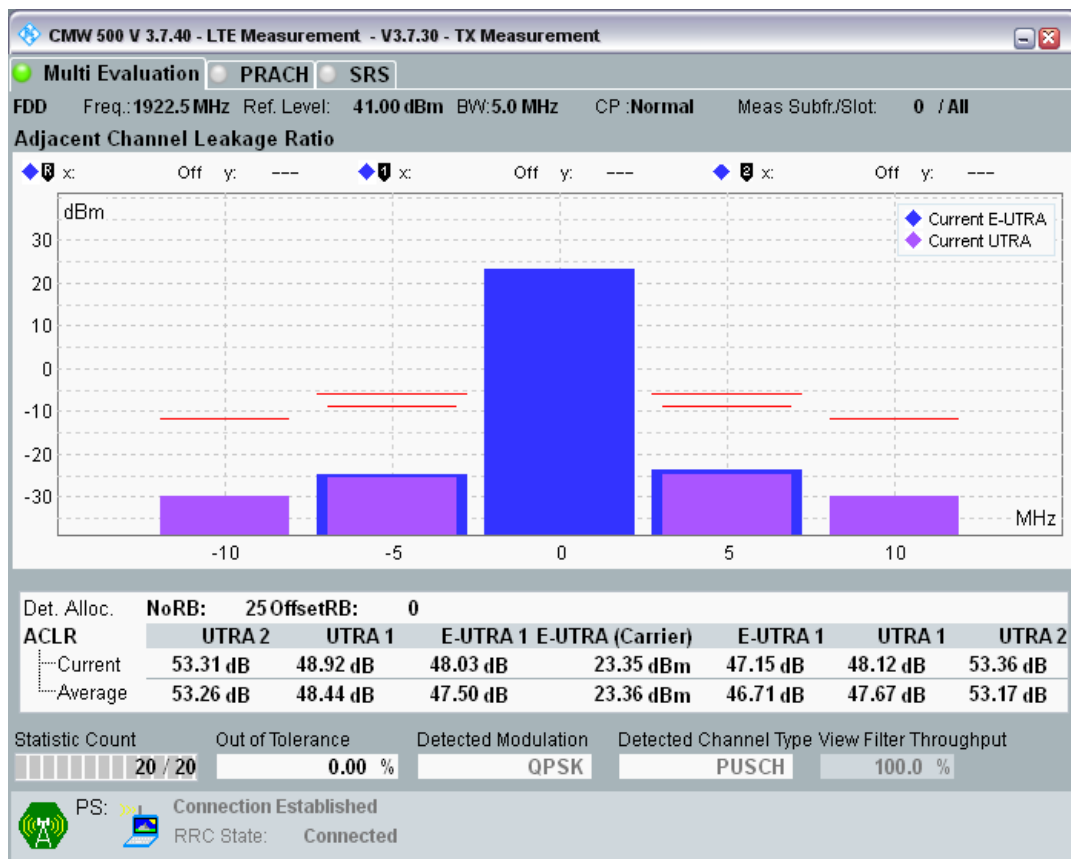 CMW 500 V 3.7.40 - LTE Measurement - V3.7.30 - TX Measurement
Multi Evaluation PRACH SRS
FDD Freq.: 1922.5 MHz Ref. Level: 41.00 dBm BW: 5.0 MHz CP : Normal Meas Subfr./Slot: 0 / All
Adjacent Channel Leakage Ratio
R x: Off y: --- 1 x: Off y: --- 2 x: Off y: ---
dBm
Current E-UTRA
Current UTRA
30
20
10
0
-10
-20
-30
MHz
-10 -5 0 5 10
Det. Alloc. NoRB: 25 OffsetRB: 0
ACLR UTRA 2 UTRA 1 E-UTRA 1 E-UTRA (Carrier) E-UTRA 1 UTRA 1 UTRA 2
Current 53.31 dB 48.92 dB 48.03 dB 23.35 dBm 47.15 dB 48.12 dB 53.36 dB
Average 53.26 dB 48.44 dB 47.50 dB 23.36 dBm 46.71 dB 47.67 dB 53.17 dB
Statistic Count Out of Tolerance Detected Modulation Detected Channel Type View Filter Throughput
20 / 20 0.00 % QPSK PUSCH 100.0 %
PS: Connection Established
RRC State: Connected